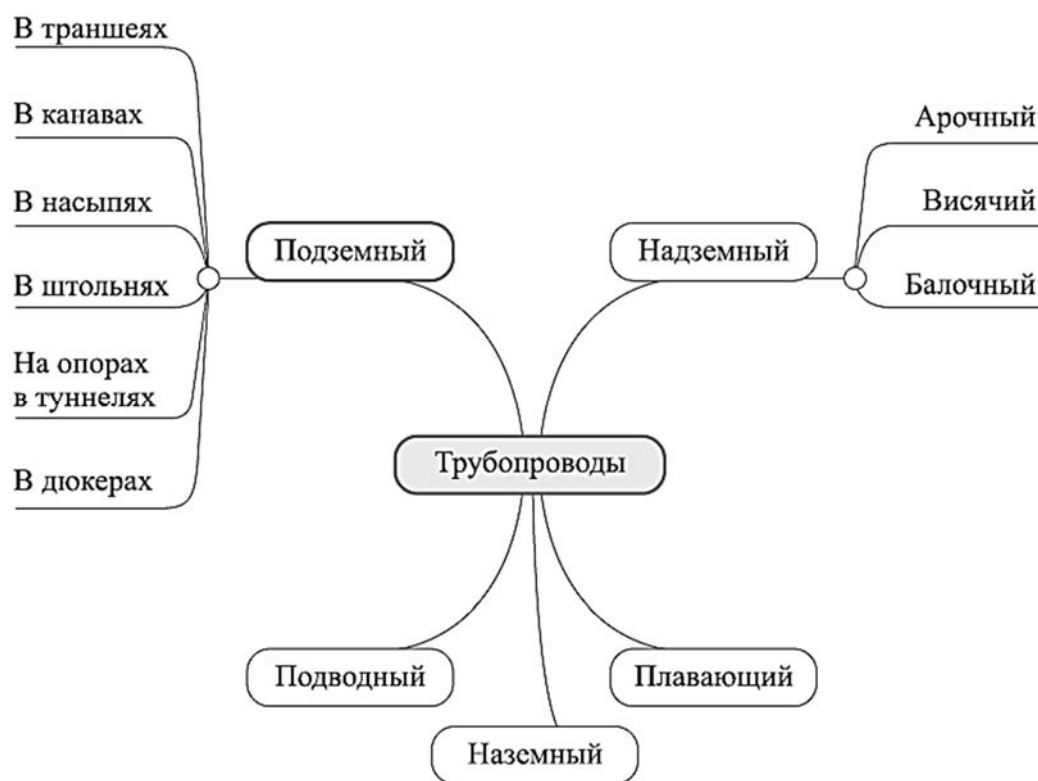 В траншеях
В канавах
В насыпях
В штольнях
На опорах
в туннелях
В дюкерах
Подземный
Надземный
Арочный
Висячий
Балочный
Трубопроводы
Подводный
Наземный
Плавающий